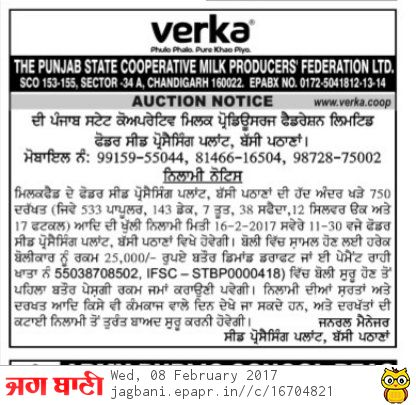 verka
Phulo Phalo. Pure Khao Piyo.
THE PUNJAB STATE COOPERATIVE MILK PRODUCERS' FEDERATION LTD.
SCO 153-155, SECTOR -34 A, CHANDIGARH 160022. EPABX NO. 0172-5041812-13-14
AUCTION NOTICE www.verka.coop
ਦੀ ਪੰਜਾਬ ਸਟੇਟ ਕੋਅਪਰੇਟਿਵ ਮਿਲਕ ਪ੍ਰੋਡਿਊਸਰਜ ਫੈਡਰੇਸ਼ਨ ਲਿਮਟਿਡ
ਫੋਡਰ ਸੀਡ ਪ੍ਰੋਸੈਸਿੰਗ ਪਲਾਂਟ, ਬੱਸੀ ਪਠਾਣਾਂ।
ਮੋਬਾਇਲ ਨੰ: 99159-55044, 81466-16504, 98728-75002
ਨਿਲਾਮੀ ਨੋਟਿਸ
ਮਿਲਕਫੈਡ ਦੇ ਫੋਡਰ ਸੀਡ ਪ੍ਰੋਸੈਸਿੰਗ ਪਲਾਂਟ, ਬੱਸੀ ਪਠਾਣਾਂ ਦੀ ਹੱਦ ਅੰਦਰ ਖੜੇ 750
ਦਰੱਖਤ (ਜਿਵੇਂ 533 ਪਾਪੂਲਰ, 143 ਡੇਕ, 7 ਤੂਤ, 38 ਸਫੈਦਾ, 12 ਸਿਲਵਰ ਓਕ ਅਤੇ
17 ਫੁਟਕਲ) ਆਦਿ ਦੀ ਖੁੱਲੀ ਨਿਲਾਮੀ ਮਿਤੀ 16-2-2017 ਸਵੇਰੇ 11-30 ਵਜੇ ਫੋਡਰ
ਸੀਡ ਪ੍ਰੋਸੈਸਿੰਗ ਪਲਾਂਟ, ਬੱਸੀ ਪਠਾਣਾਂ ਵਿਖੇ ਹੋਵੇਗੀ। ਬੋਲੀ ਵਿੱਚ ਸ਼ਾਮਲ ਹੋਣ ਲਈ ਹਰੇਕ
ਬੋਲੀਕਾਰ ਨੂੰ ਰਕਮ 25,000/- ਰੁਪਏ ਬਤੌਰ ਡਿਮਾਂਡ ਡਰਾਫਟ ਜਾਂ ਈ ਪੇਮੈਂਟ ਰਾਹੀ
ਖਾਤਾ ਨੰ 55038708502, IFSC – STBP0000418) ਵਿੱਚ ਬੋਲੀ ਸ਼ੁਰੂ ਹੋਣ ਤੋਂ
ਪਹਿਲਾ ਬਤੌਰ ਪੇਸ਼ਗੀ ਰਕਮ ਜਮਾਂ ਕਰਾਉਣੀ ਪਵੇਗੀ। ਨਿਲਾਮੀ ਦੀਆਂ ਸ਼ਰਤਾਂ ਅਤੇ
ਦਰਖਤ ਆਦਿ ਕਿਸੇ ਵੀ ਕੰਮਕਾਜ ਵਾਲੇ ਦਿਨ ਦੇਖੇ ਜਾ ਸਕਦੇ ਹਨ, ਅਤੇ ਦਰਖੱਤਾਂ ਦੀ
ਕਟਾਈ ਨਿਲਾਮੀ ਤੋਂ ਤੁਰੰਤ ਬਾਅਦ ਸ਼ੁਰੂ ਕਰਨੀ ਹੋਵੇਗੀ। ਜਨਰਲ ਮੈਨੇਜਰ
ਸੀਡ ਪ੍ਰੋਸੈਸਿੰਗ ਪਲਾਂਟ, ਬੱਸੀ ਪਠਾਣਾਂ
ਜਗ ਬਾਣੀ Wed, 08 February 2017
jagbani.epapr.in//c/16704821